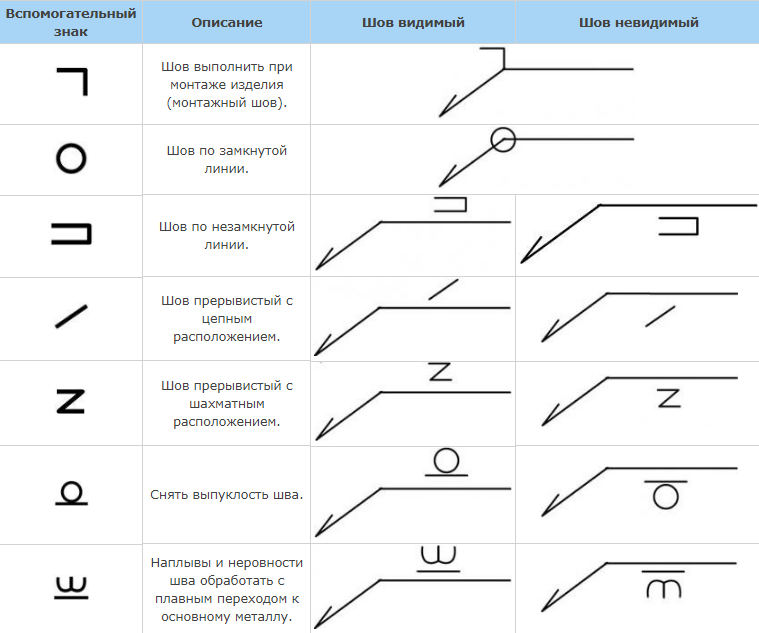 Вспомогательный
знак
Описание
Шов видимый
Шов невидимый
Шов выполнить при
монтаже изделия
(монтажный шов).
Шов по замкнутой
линии.
Шов по незамкнутой
линии.
Шов прерывистый с
цепным
расположением.
Шов прерывистый с
шахматным
расположением.
Снять выпуклость шва.
Наплывы и неровности
шва обработать с
плавным переходом к
основному металлу.